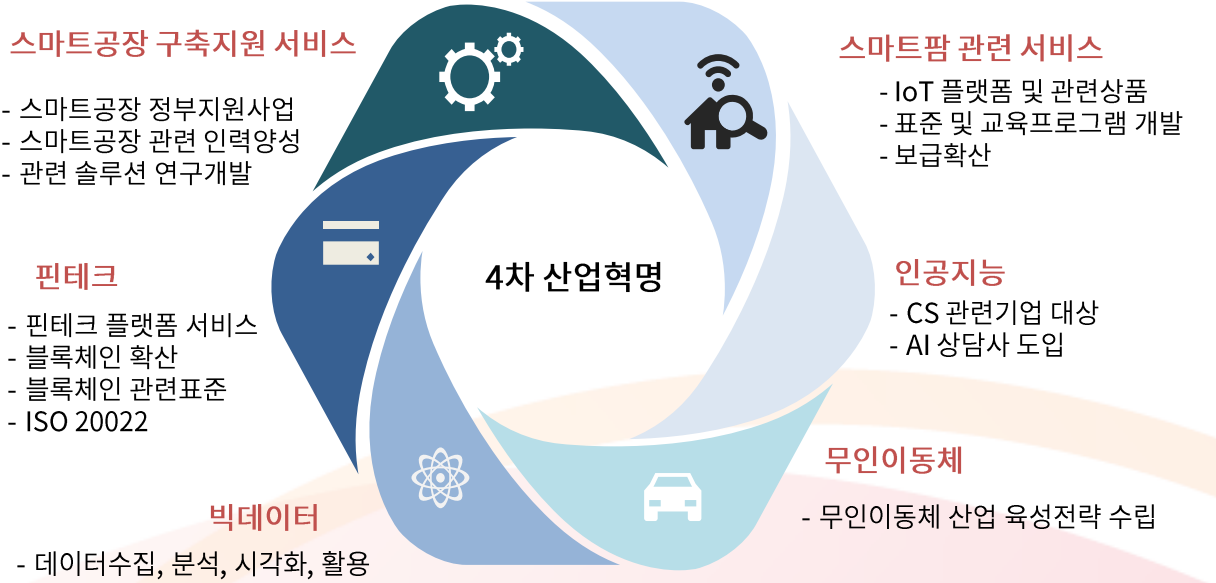 스마트공장 구축지원 서비스
- 스마트공장 정부지원사업
- 스마트공장 관련 인력양성
- 관련 솔루션 연구개발
스마트팜 관련 서비스
- IoT 플랫폼 및 관련상품
- 표준 및 교육프로그램 개발
- 보급확산
4차 산업혁명
핀테크
- 핀테크 플랫폼 서비스
- 블록체인 확산
- 블록체인 관련표준
- ISO 20022
인공지능
- CS 관련기업 대상
- AI 상담사 도입
빅데이터
- 데이터수집, 분석, 시각화, 활용
무인이동체
- 무인이동체 산업 육성전략 수립